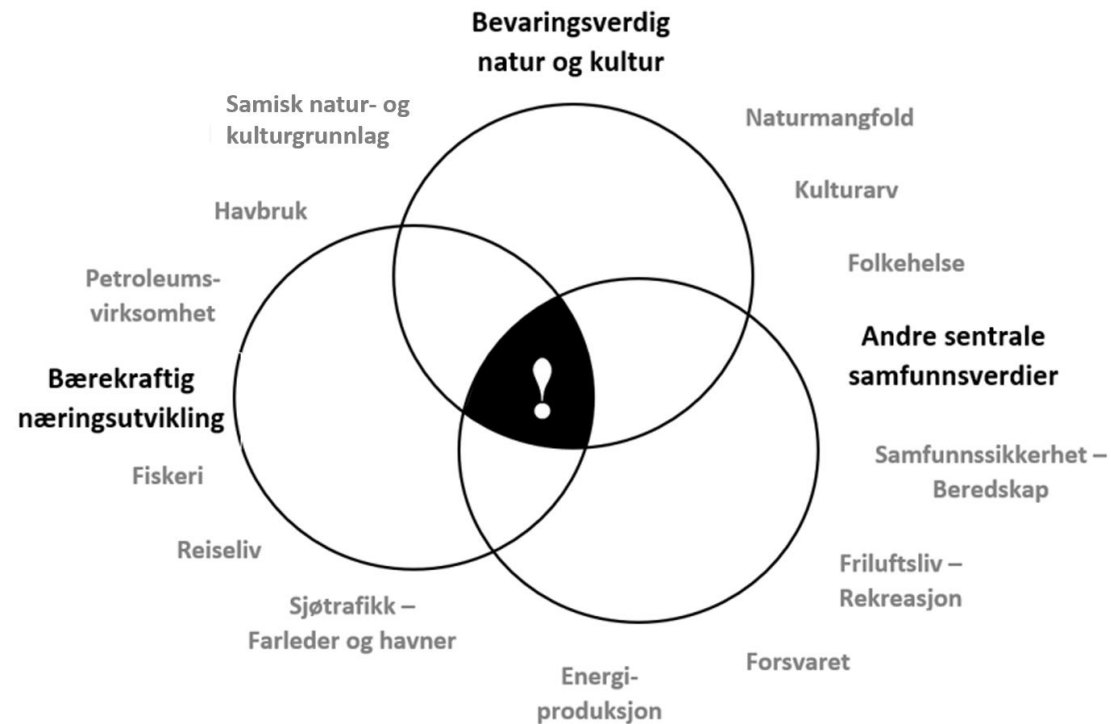 Bevaringsverdig
natur og kultur
Samisk natur- og
kulturgrunnlag
Naturmangfold
Kulturarv
Havbruk
Folkehelse
Petroleums-
virksomhet
Andre sentrale
samfunnsverdier
Bærekraftig
næringsutvikling
!
Samfunnssikkerhet –
Beredskap
Fiskeri
Reiseliv
Friluftsliv –
Rekreasjon
Sjøtrafikk –
Farleder og havner
Forsvaret
Energi-
produksjon